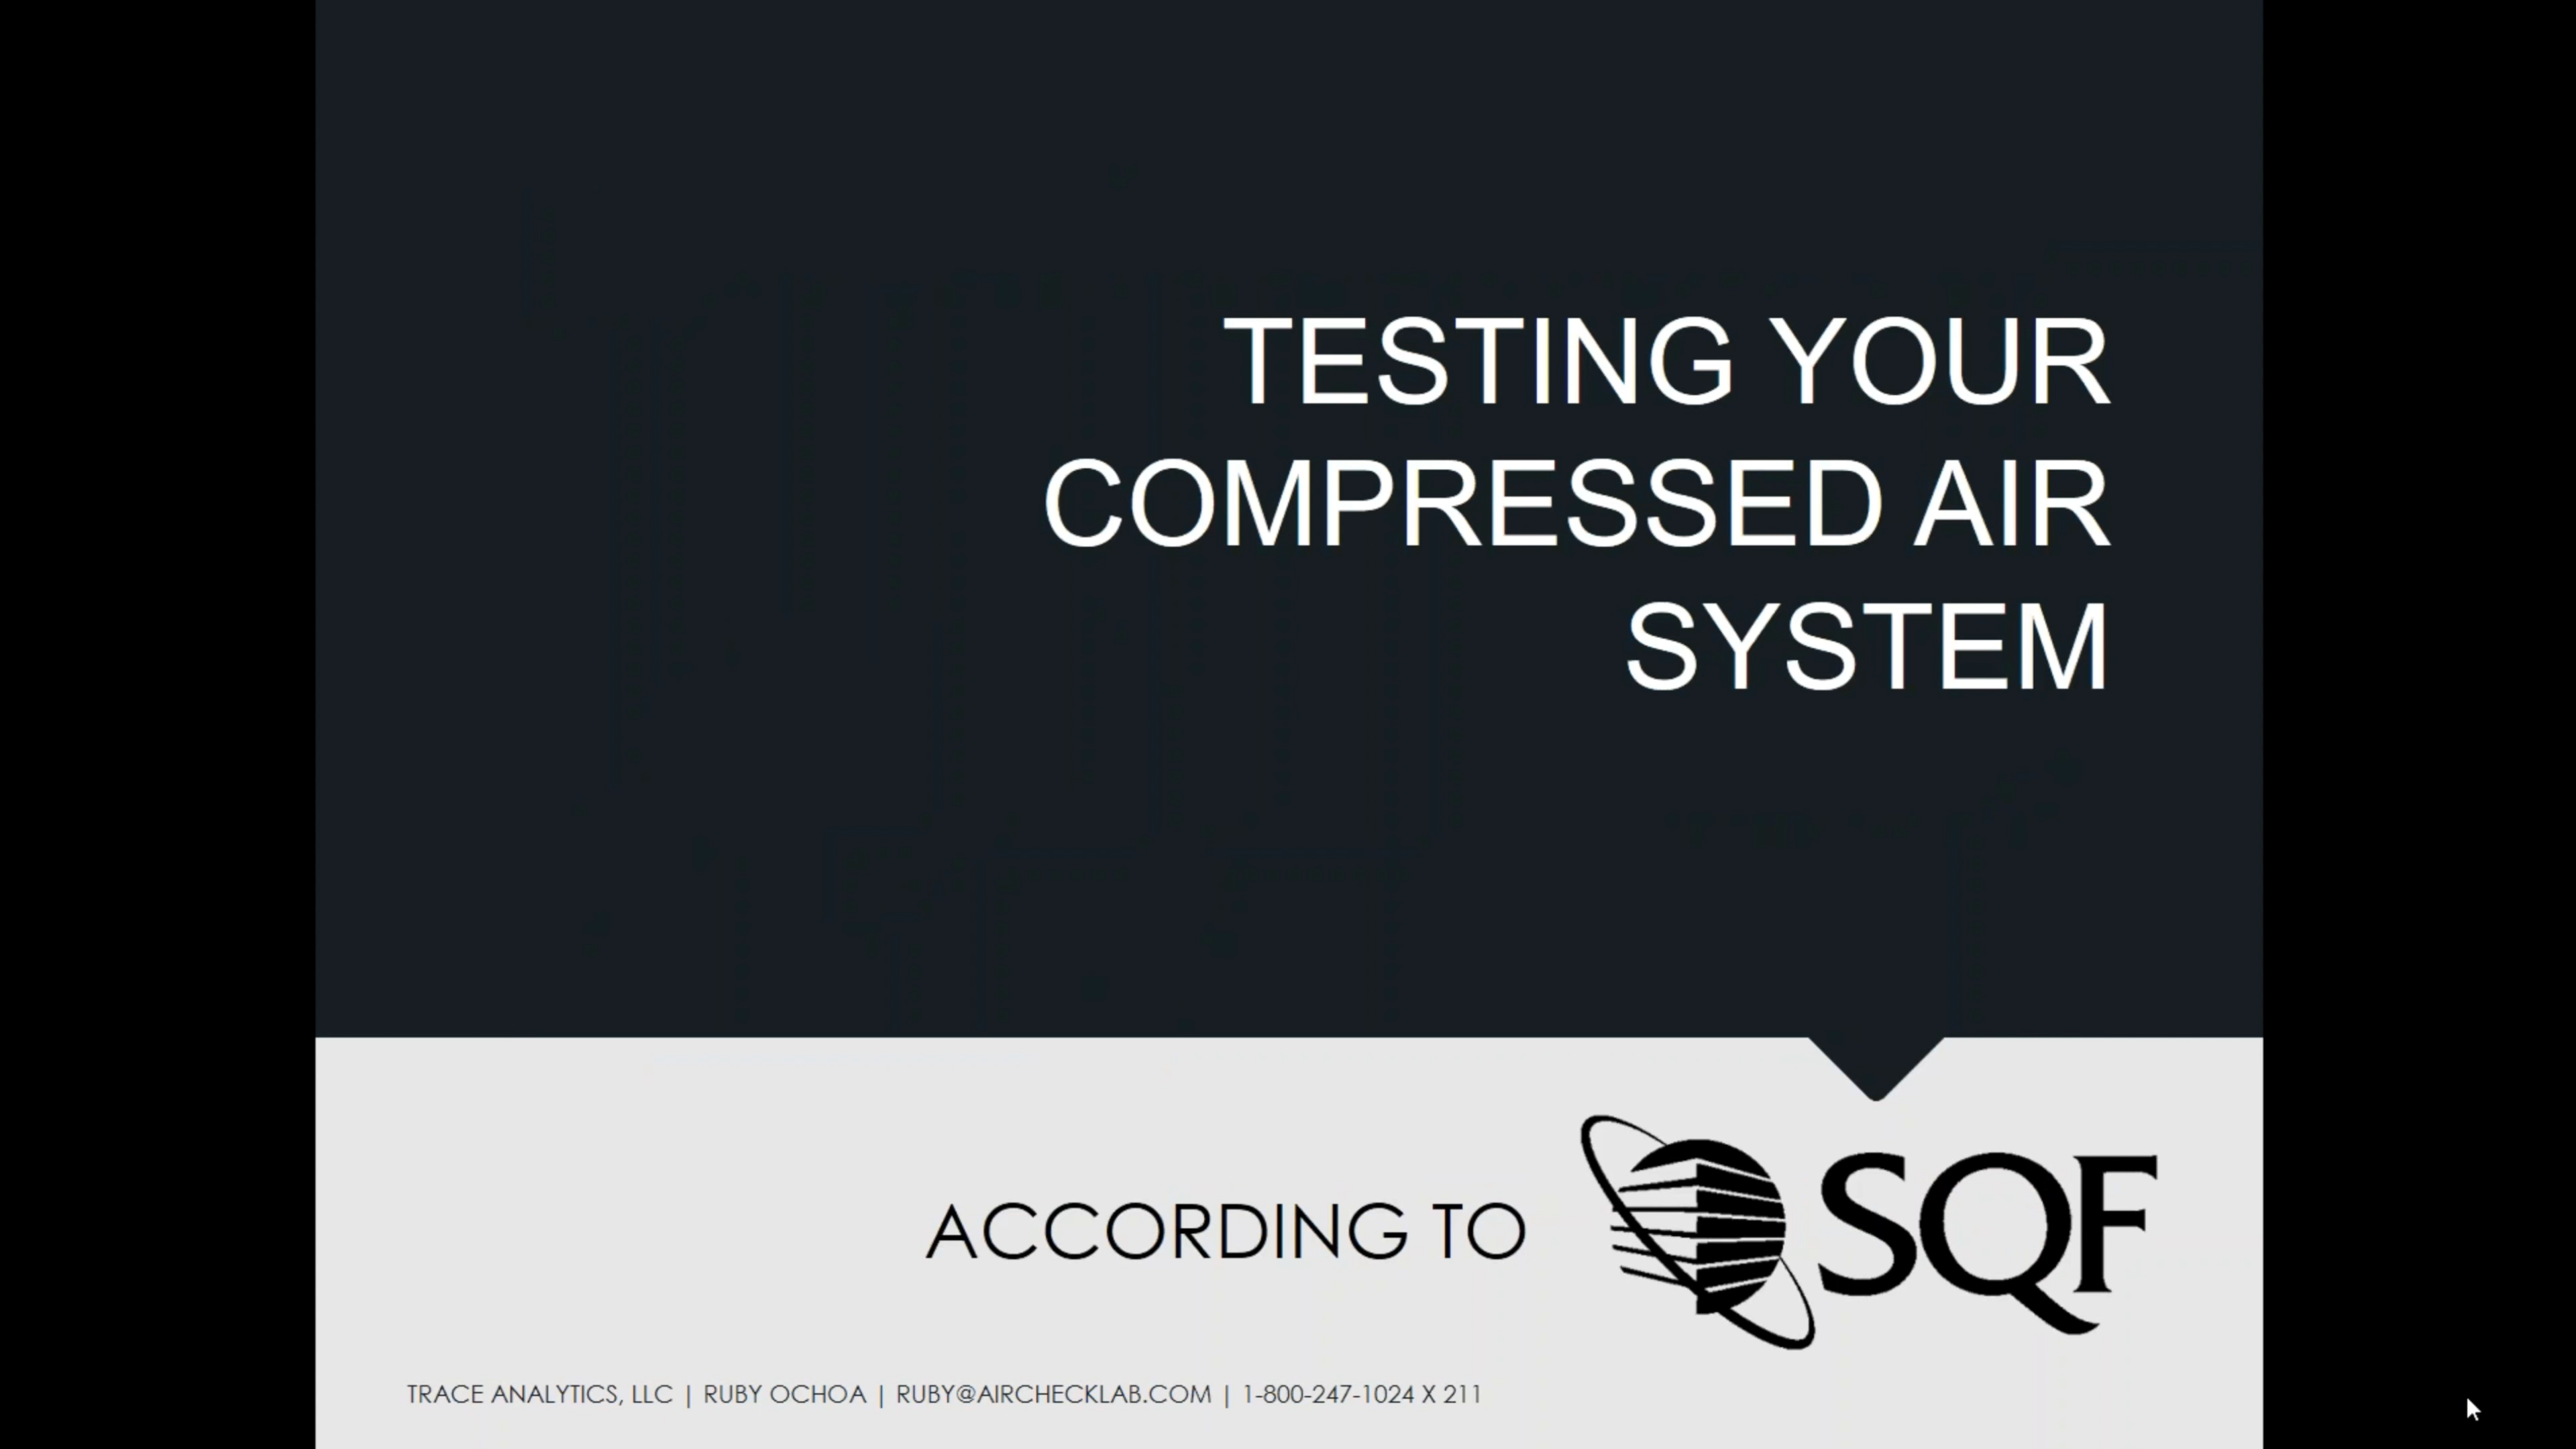 TESTING YOUR
COMPRESSED AIR
SYSTEM
ACCORDING TO SQF
TRACE ANALYTICS, LLC | RUBY OCHOA | RUBY@AIRCHECKLAB.COM | 1-800-247-1024 X 211